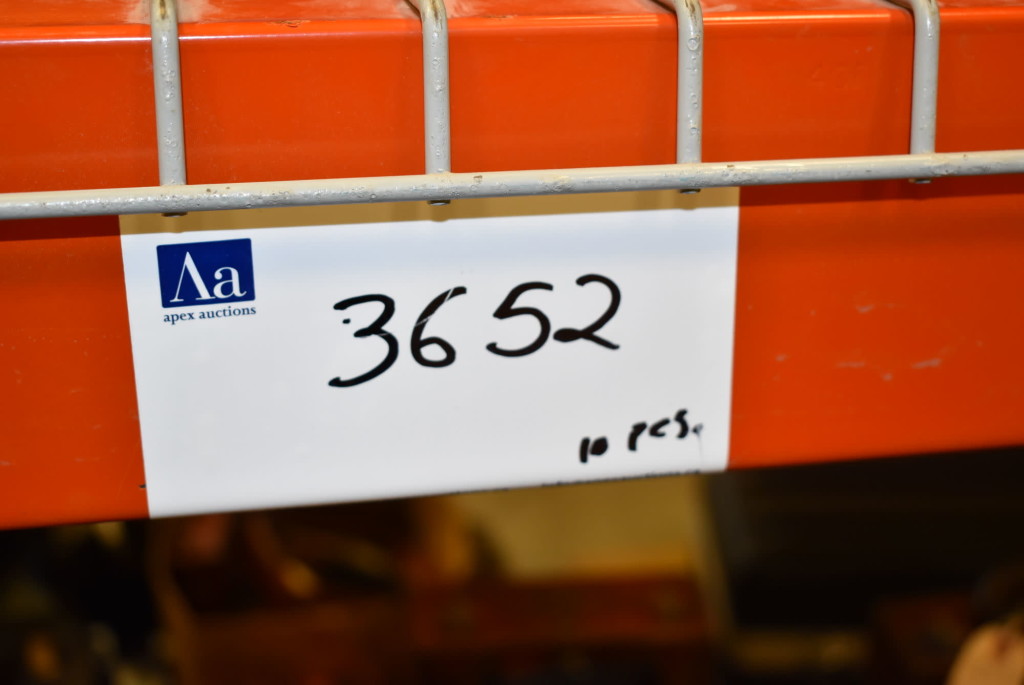 Aa
apex auctions
3652
10 pcs.